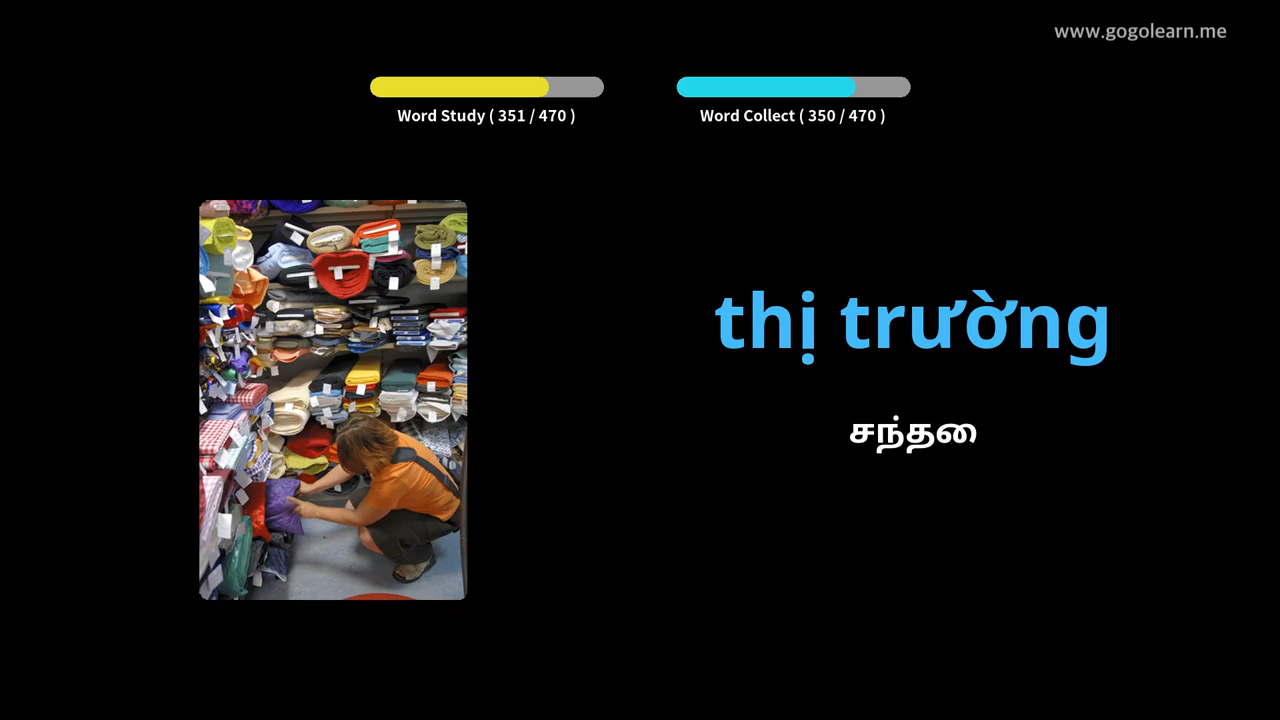 www.gogolearn.me
Word Study ( 351 / 470 )
Word Collect ( 350 / 470 )
thị trường
சந்தை